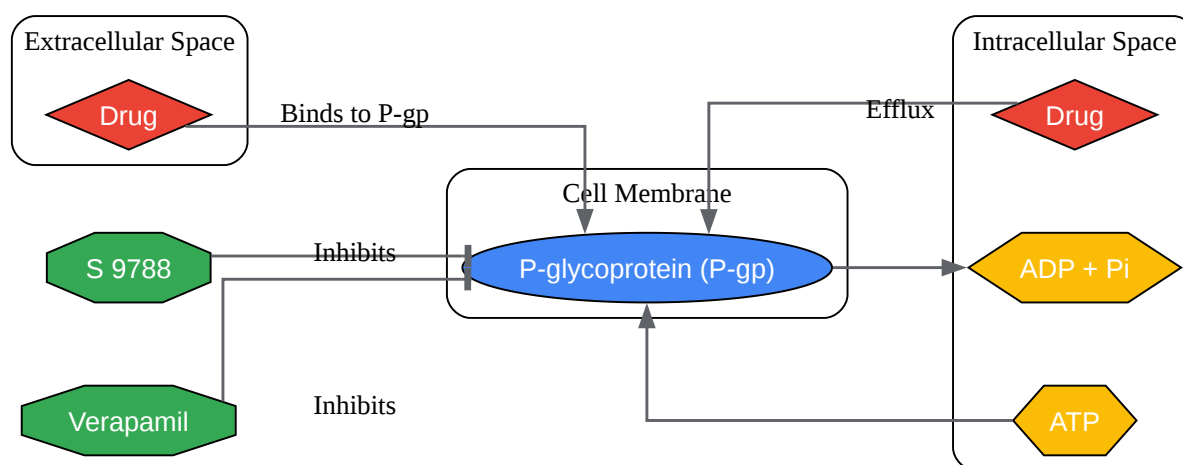 Extracellular Space
Intracellular Space
Drug
Binds to P-gp
Efflux
Drug
Cell Membrane
S 9788
Inhibits
P-glycoprotein (P-gp)
ADP + Pi
Verapamil
Inhibits
ATP